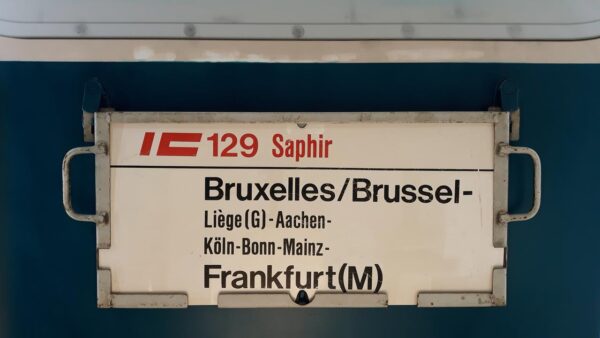 IC 129 Saphir
Bruxelles/Brussel-
Liège(G)-Aachen-
Köln-Bonn-Mainz-
Frankfurt(M)